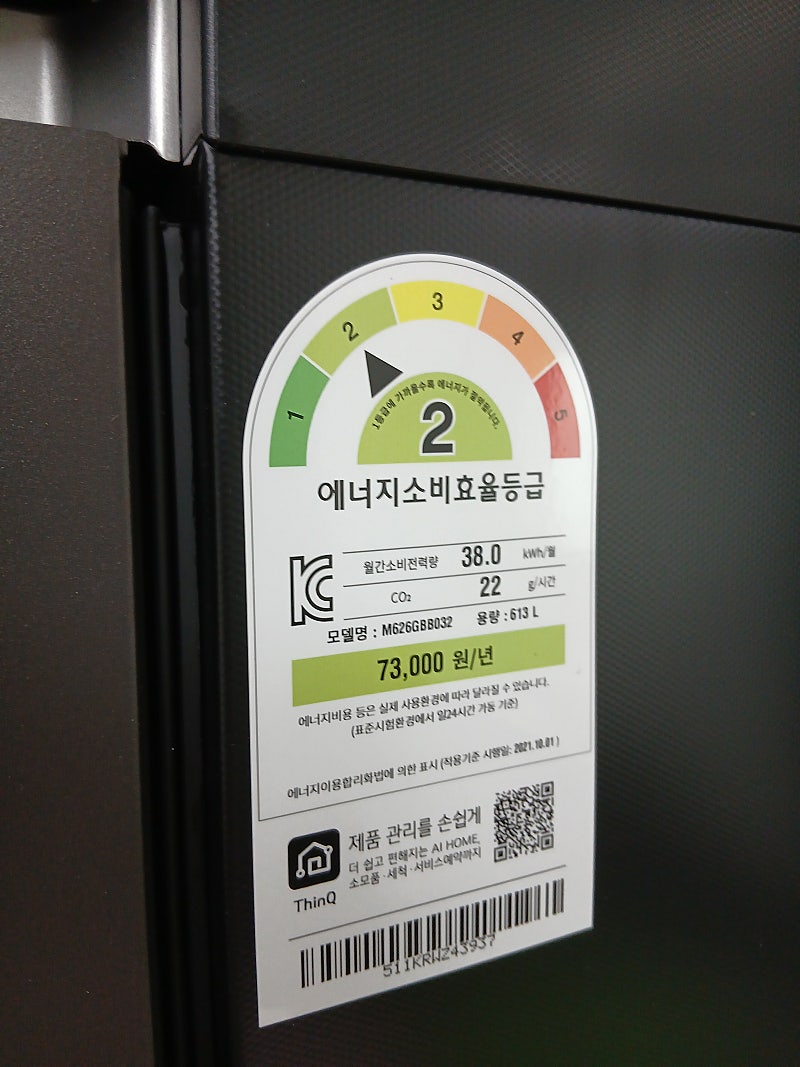 1
2
3
4
5
1등급에 가까울수록 에너지가 절약됩니다.
2
에너지소비효율등급
월간소비전력량 38.0 kWh/월
CO₂ 22 g/시간
모델명 : M626GBB032 용량 : 613 L
73,000 원/년
에너지비용 등은 실제 사용환경에 따라 달라질 수 있습니다.
(표준시험환경에서 일24시간 가동 기준)
에너지이용합리화법에 의한 표시 (적용기준 시행일: 2021.10.01 )
제품 관리를 손쉽게
더 쉽고 편해지는 AI HOME,
소모품·세척·서비스예약까지
ThinQ
511KRWZ43937